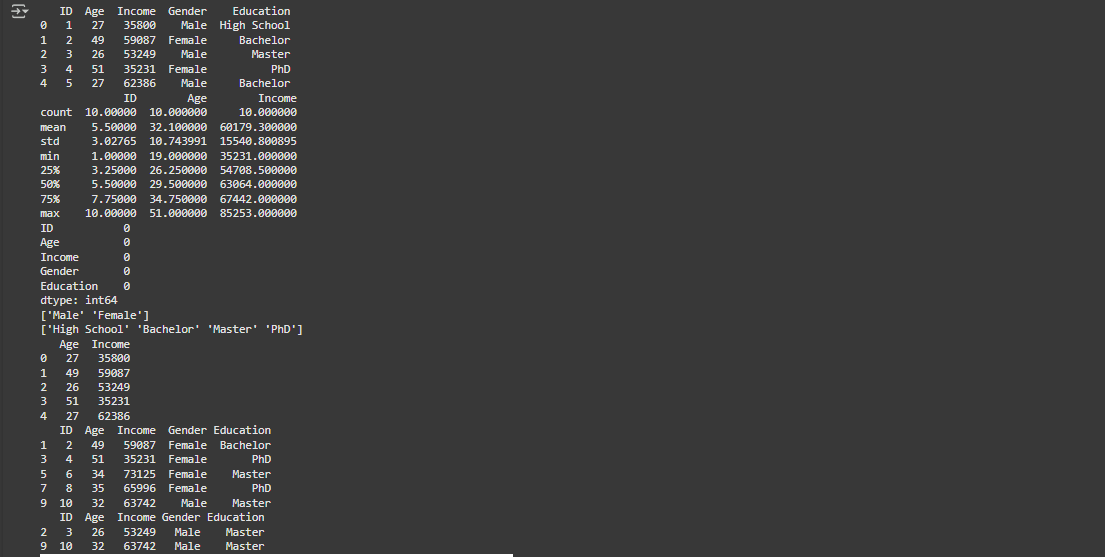 ID Age Income Gender Education
0 1 27 35800 Male High School
1 2 49 59087 Female Bachelor
2 3 26 53249 Male Master
3 4 51 35231 Female PhD
4 5 27 62386 Male Bachelor
ID Age Income
count 10.00000 10.000000 10.000000
mean 5.50000 32.100000 60179.300000
std 3.02765 10.743991 15540.800895
min 1.00000 19.000000 35231.000000
25% 3.25000 26.250000 54708.500000
50% 5.50000 29.500000 63064.000000
75% 7.75000 34.750000 67442.000000
max 10.00000 51.000000 85253.000000
ID 0
Age 0
Income 0
Gender 0
Education 0
dtype: int64
['Male' 'Female']
['High School' 'Bachelor' 'Master' 'PhD']
Age Income
0 27 35800
1 49 59087
2 26 53249
3 51 35231
4 27 62386
ID Age Income Gender Education
1 2 49 59087 Female Bachelor
3 4 51 35231 Female PhD
5 6 34 73125 Female Master
7 8 35 65996 Female PhD
9 10 32 63742 Male Master
ID Age Income Gender Education
2 3 26 53249 Male Master
9 10 32 63742 Male Master